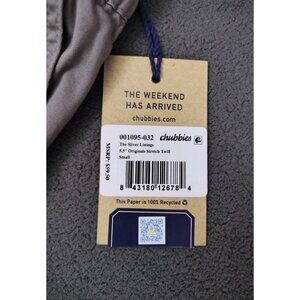 THE WEEKEND
HAS ARRIVED
chubbies.com
001095-032
chubbies
The Silver Linings
5.5" Originals Stretch Twill
Small
MSRP: $59.50
8 43180 12678 4
This Paper is 100% Recycled